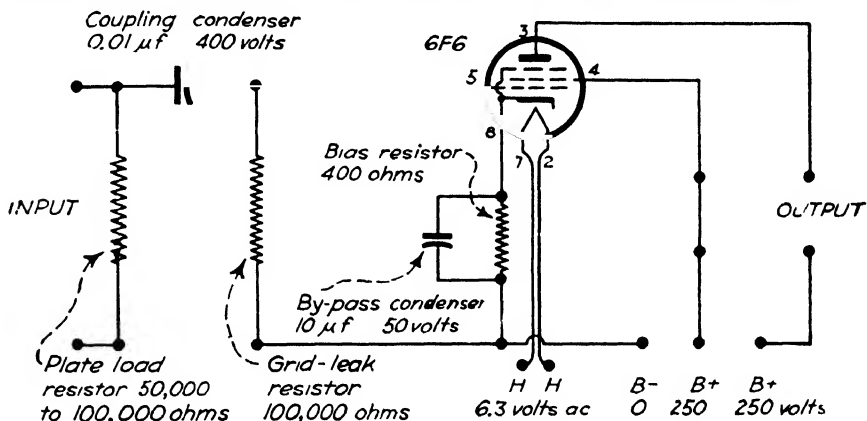 Coupling condenser
0.01 μf 400 volts
6F6
3
5
4
8
7
2
Bias resistor
400 ohms
INPUT
OUTPUT
By-pass condenser
10 μf 50 volts
Plate load
resistor 50,000
to 100,000 ohms
Grid-leak
resistor
100,000 ohms
H H
6.3 volts ac
B- B+ B+
0 250 250 volts